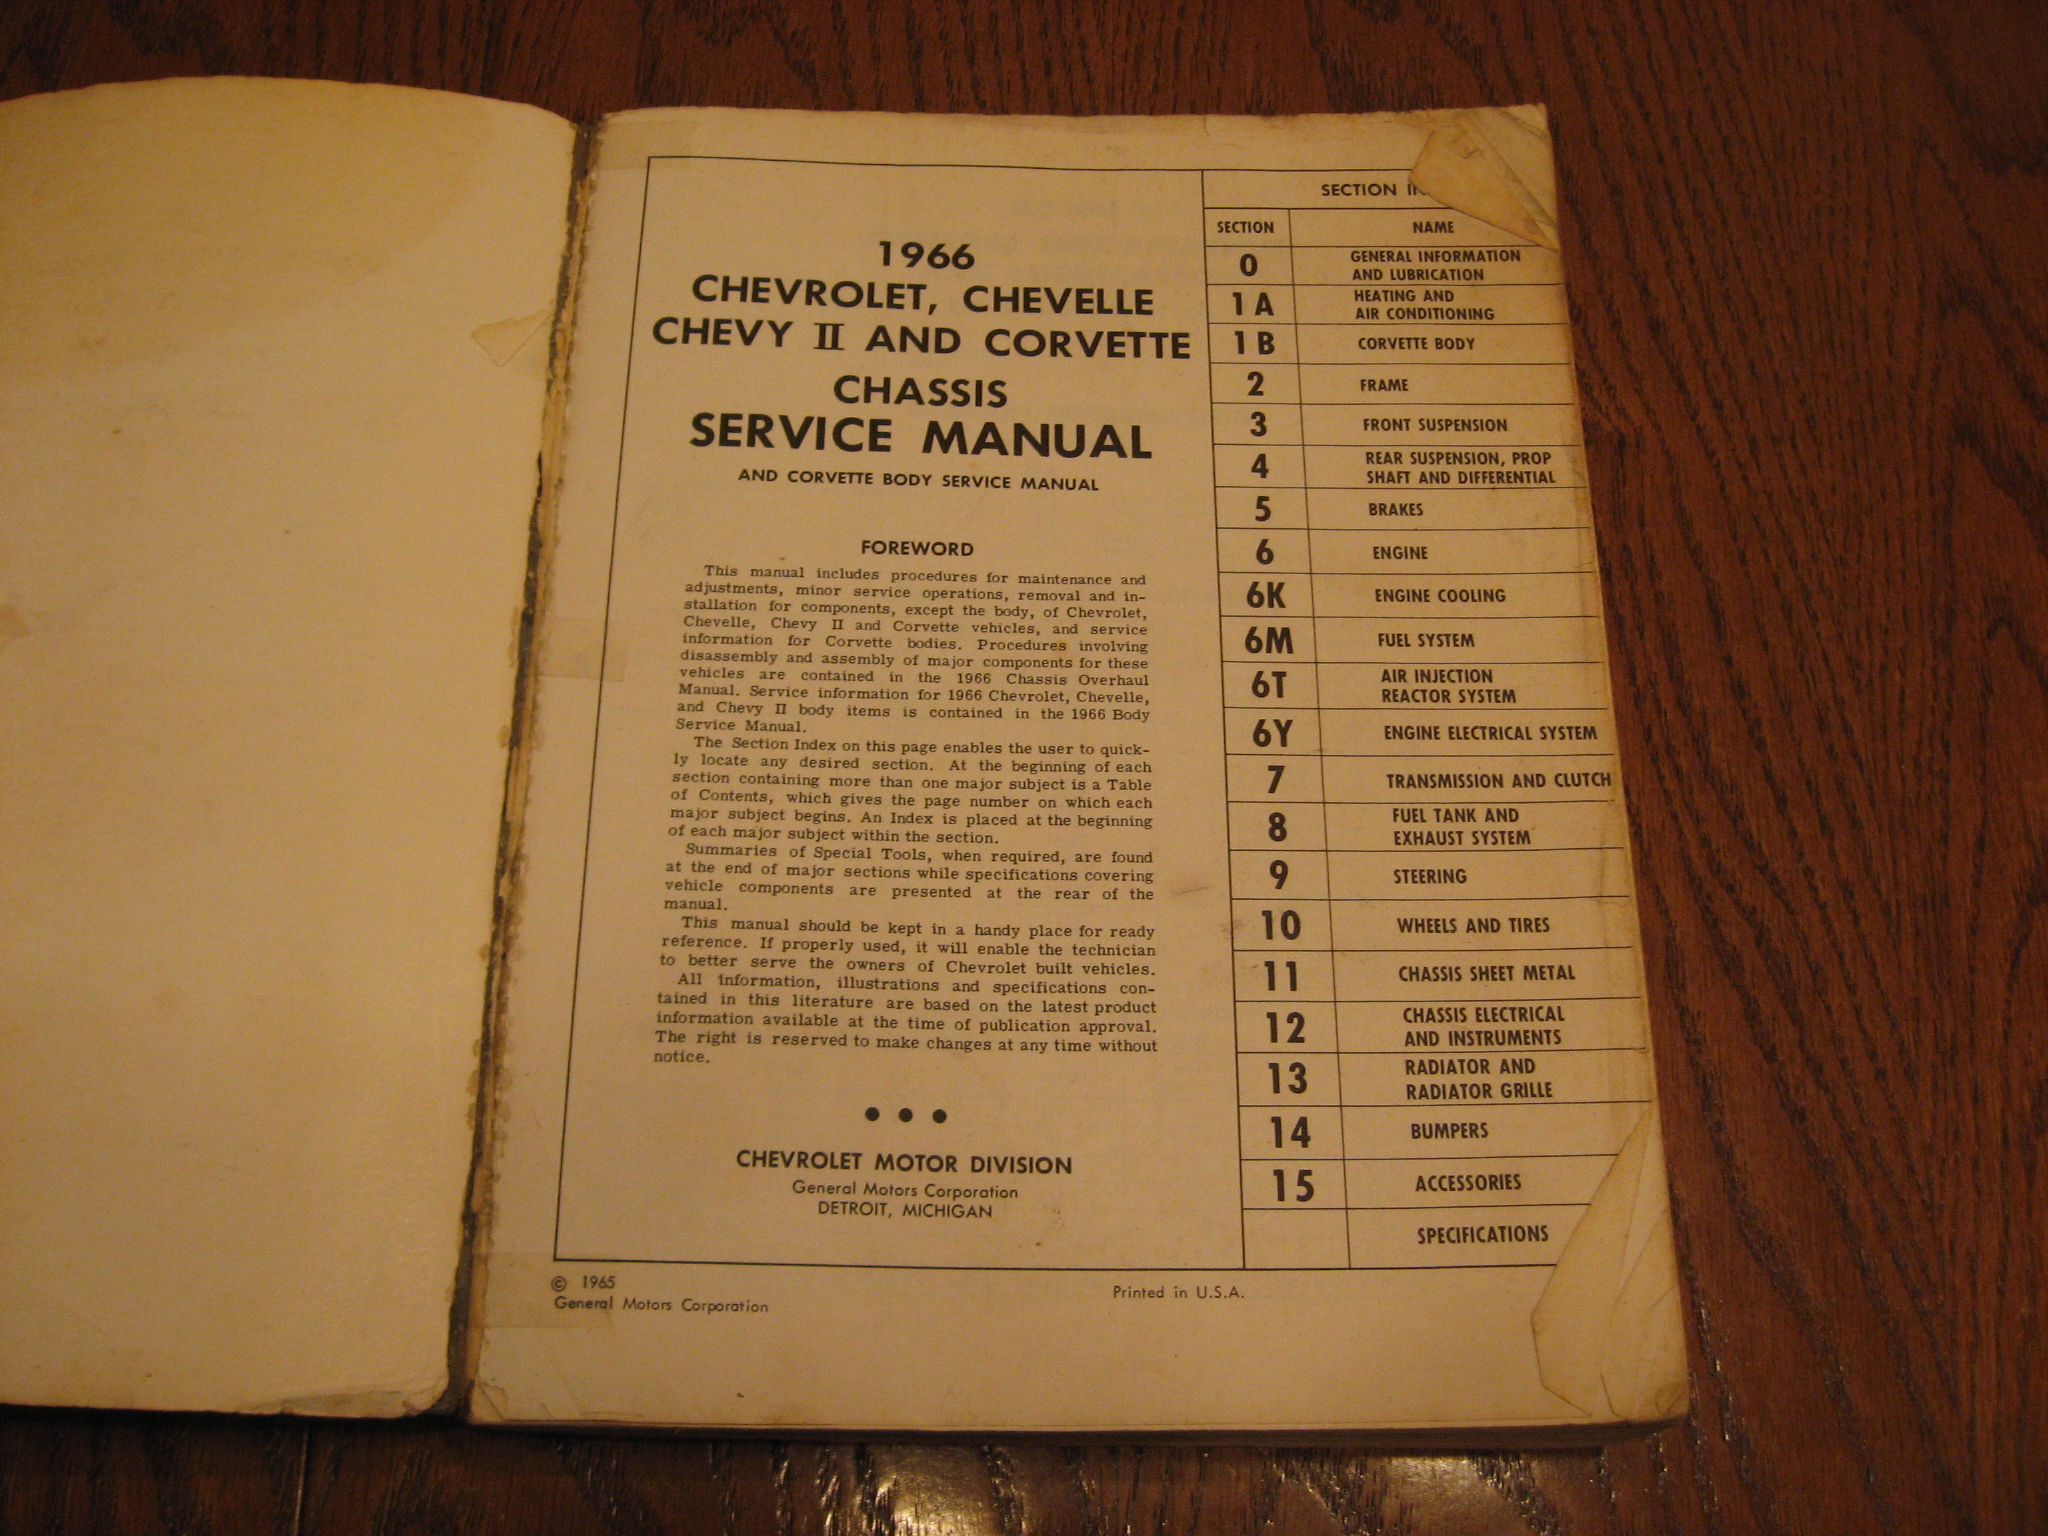 1966
CHEVROLET, CHEVELLE
CHEVY II AND CORVETTE
CHASSIS
SERVICE MANUAL
AND CORVETTE BODY SERVICE MANUAL
FOREWORD
This manual includes procedures for maintenance and
adjustments, minor service operations, removal and in-
stallation for components, except the body, of Chevrolet,
Chevelle, Chevy II and Corvette vehicles, and service
information for Corvette bodies. Procedures involving
disassembly and assembly of major components for these
vehicles are contained in the 1966 Chassis Overhaul
Manual. Service information for 1966 Chevrolet, Chevelle,
and Chevy II body items is contained in the 1966 Body
Service Manual.
The Section Index on this page enables the user to quick-
ly locate any desired section. At the beginning of each
section containing more than one major subject is a Table
of Contents, which gives the page number on which each
major subject begins. An Index is placed at the beginning
of each major subject within the section.
Summaries of Special Tools, when required, are found
at the end of major sections while specifications covering
vehicle components are presented at the rear of the
manual.
This manual should be kept in a handy place for ready
reference. If properly used, it will enable the technician
to better serve the owners of Chevrolet built vehicles.
All information, illustrations and specifications con-
tained in this literature are based on the latest product
information available at the time of publication approval.
The right is reserved to make changes at any time without
notice.
● ● ●
CHEVROLET MOTOR DIVISION
General Motors Corporation
DETROIT, MICHIGAN
SECTION
SECTION NAME
0 GENERAL INFORMATION
AND LUBRICATION
1A HEATING AND
AIR CONDITIONING
1B CORVETTE BODY
2 FRAME
3 FRONT SUSPENSION
4 REAR SUSPENSION, PROP
SHAFT AND DIFFERENTIAL
5 BRAKES
6 ENGINE
6K ENGINE COOLING
6M FUEL SYSTEM
6T AIR INJECTION
REACTOR SYSTEM
6Y ENGINE ELECTRICAL SYSTEM
7 TRANSMISSION AND CLUTCH
8 FUEL TANK AND
EXHAUST SYSTEM
9 STEERING
10 WHEELS AND TIRES
11 CHASSIS SHEET METAL
12 CHASSIS ELECTRICAL
AND INSTRUMENTS
13 RADIATOR AND
RADIATOR GRILLE
14 BUMPERS
15 ACCESSORIES
SPECIFICATIONS
© 1965
General Motors Corporation
Printed in U.S.A.